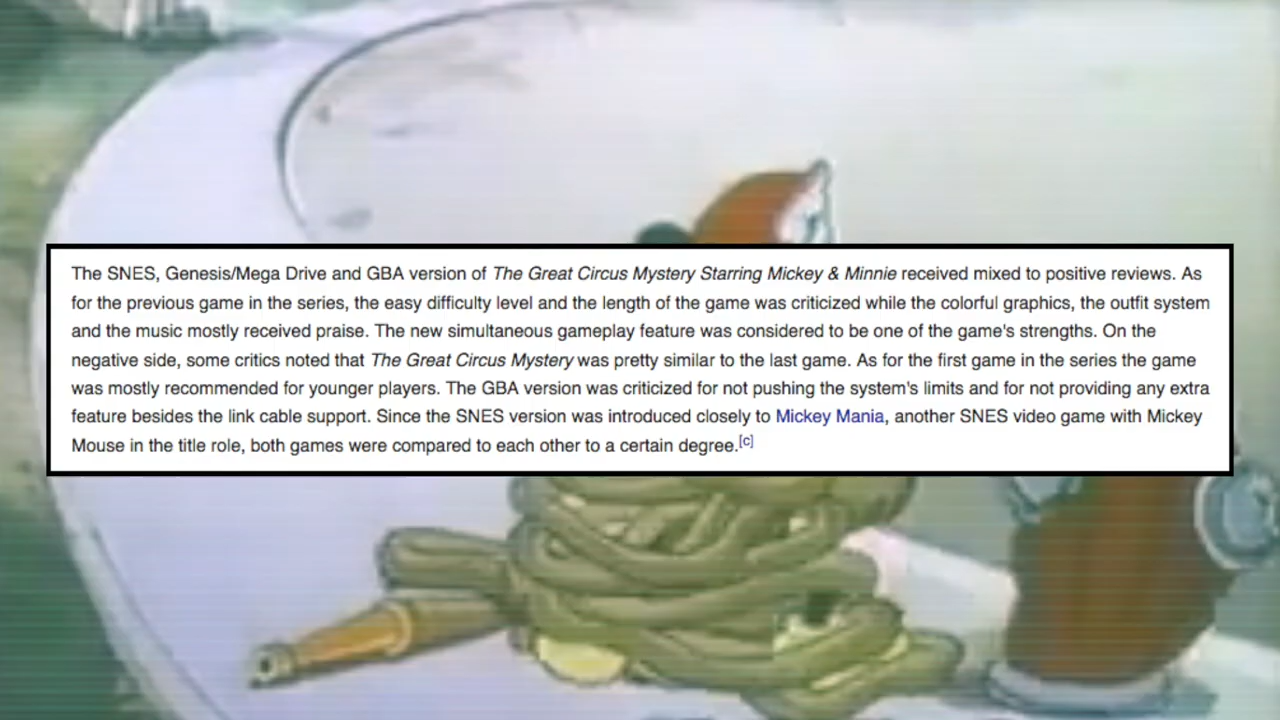 The SNES, Genesis/Mega Drive and GBA version of The Great Circus Mystery Starring Mickey & Minnie received mixed to positive reviews. As
for the previous game in the series, the easy difficulty level and the length of the game was criticized while the colorful graphics, the outfit system
and the music mostly received praise. The new simultaneous gameplay feature was considered to be one of the game's strengths. On the
negative side, some critics noted that The Great Circus Mystery was pretty similar to the last game. As for the first game in the series the game
was mostly recommended for younger players. The GBA version was criticized for not pushing the system's limits and for not providing any extra
feature besides the link cable support. Since the SNES version was introduced closely to Mickey Mania, another SNES video game with Mickey
Mouse in the title role, both games were compared to each other to a certain degree.[c]